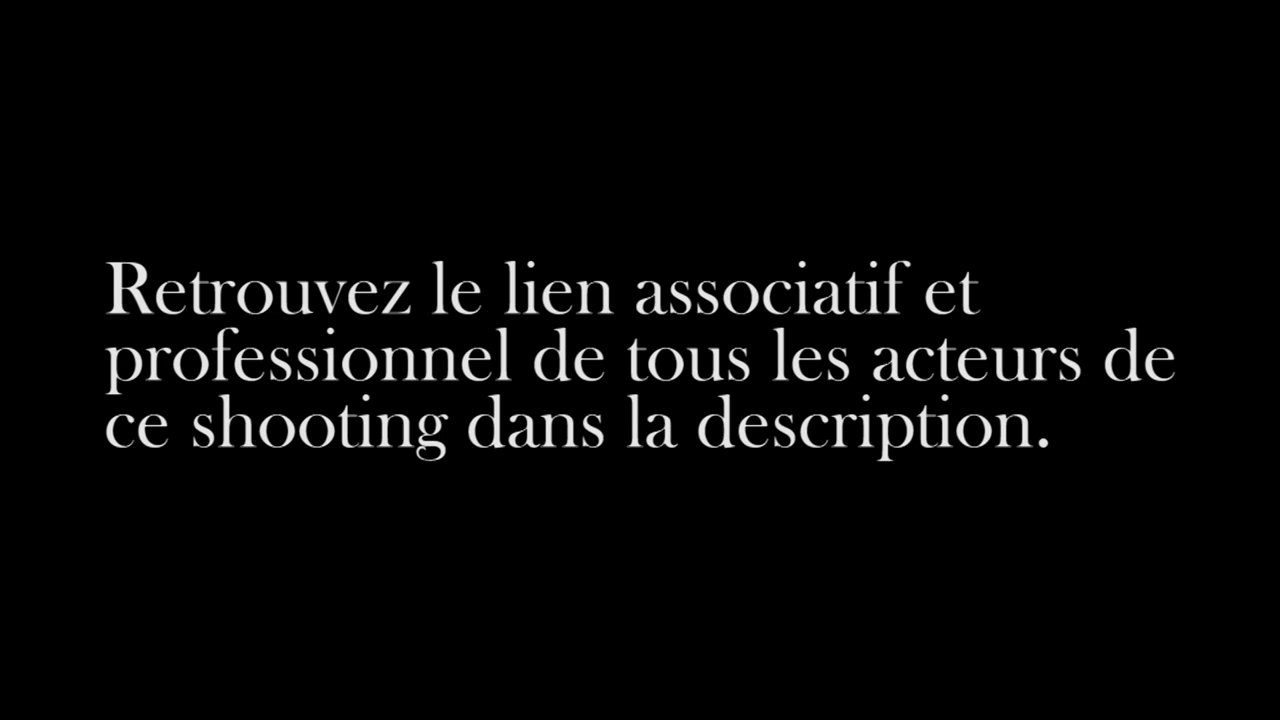 Retrouvez le lien associatif et
professionnel de tous les acteurs de
ce shooting dans la description.